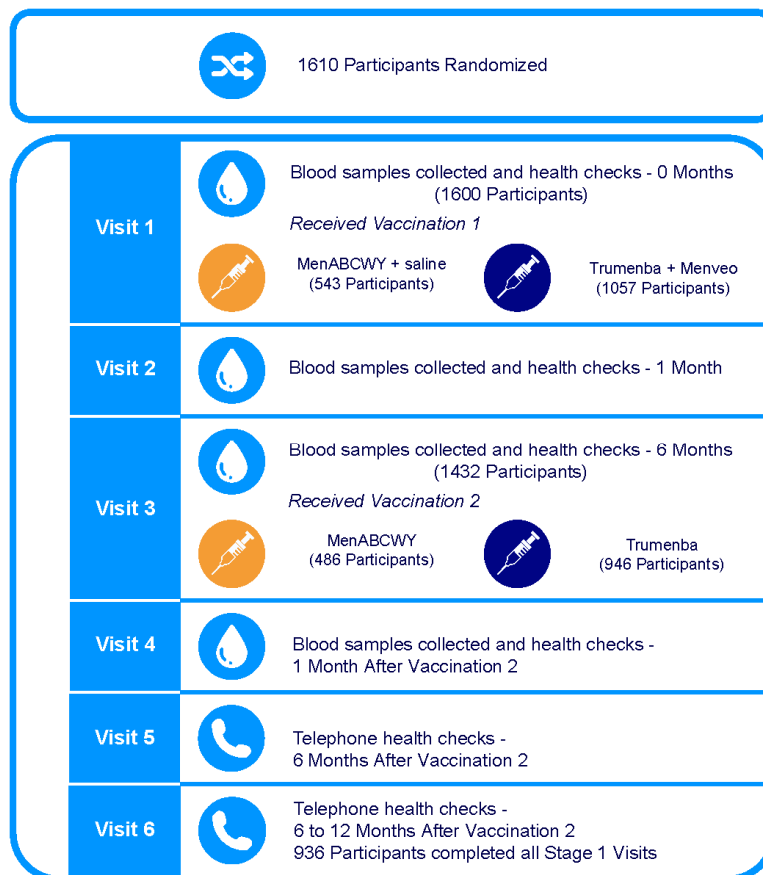 1610 Participants Randomized
Visit 1
Blood samples collected and health checks - 0 Months
(1600 Participants)
Received Vaccination 1
MenABCWY + saline
(543 Participants)
Trumenba + Menveo
(1057 Participants)
Visit 2
Blood samples collected and health checks - 1 Month
Visit 3
Blood samples collected and health checks - 6 Months
(1432 Participants)
Received Vaccination 2
MenABCWY
(486 Participants)
Trumenba
(946 Participants)
Visit 4
Blood samples collected and health checks -
1 Month After Vaccination 2
Visit 5
Telephone health checks -
6 Months After Vaccination 2
Visit 6
Telephone health checks -
6 to 12 Months After Vaccination 2
936 Participants completed all Stage 1 Visits